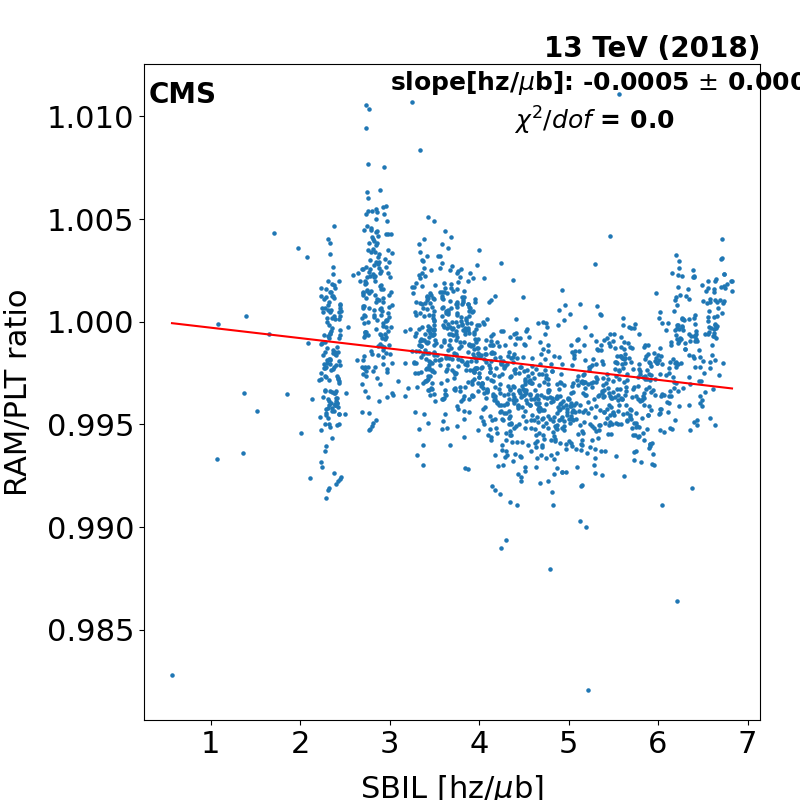 13 TeV (2018)
CMS
slope[hz/μb]: -0.0005 ± 0.000
χ²/dof = 0.0
1.010
1.005
1.000
0.995
0.990
0.985
RAM/PLT ratio
1 2 3 4 5 6 7
SBIL [hz/μb]